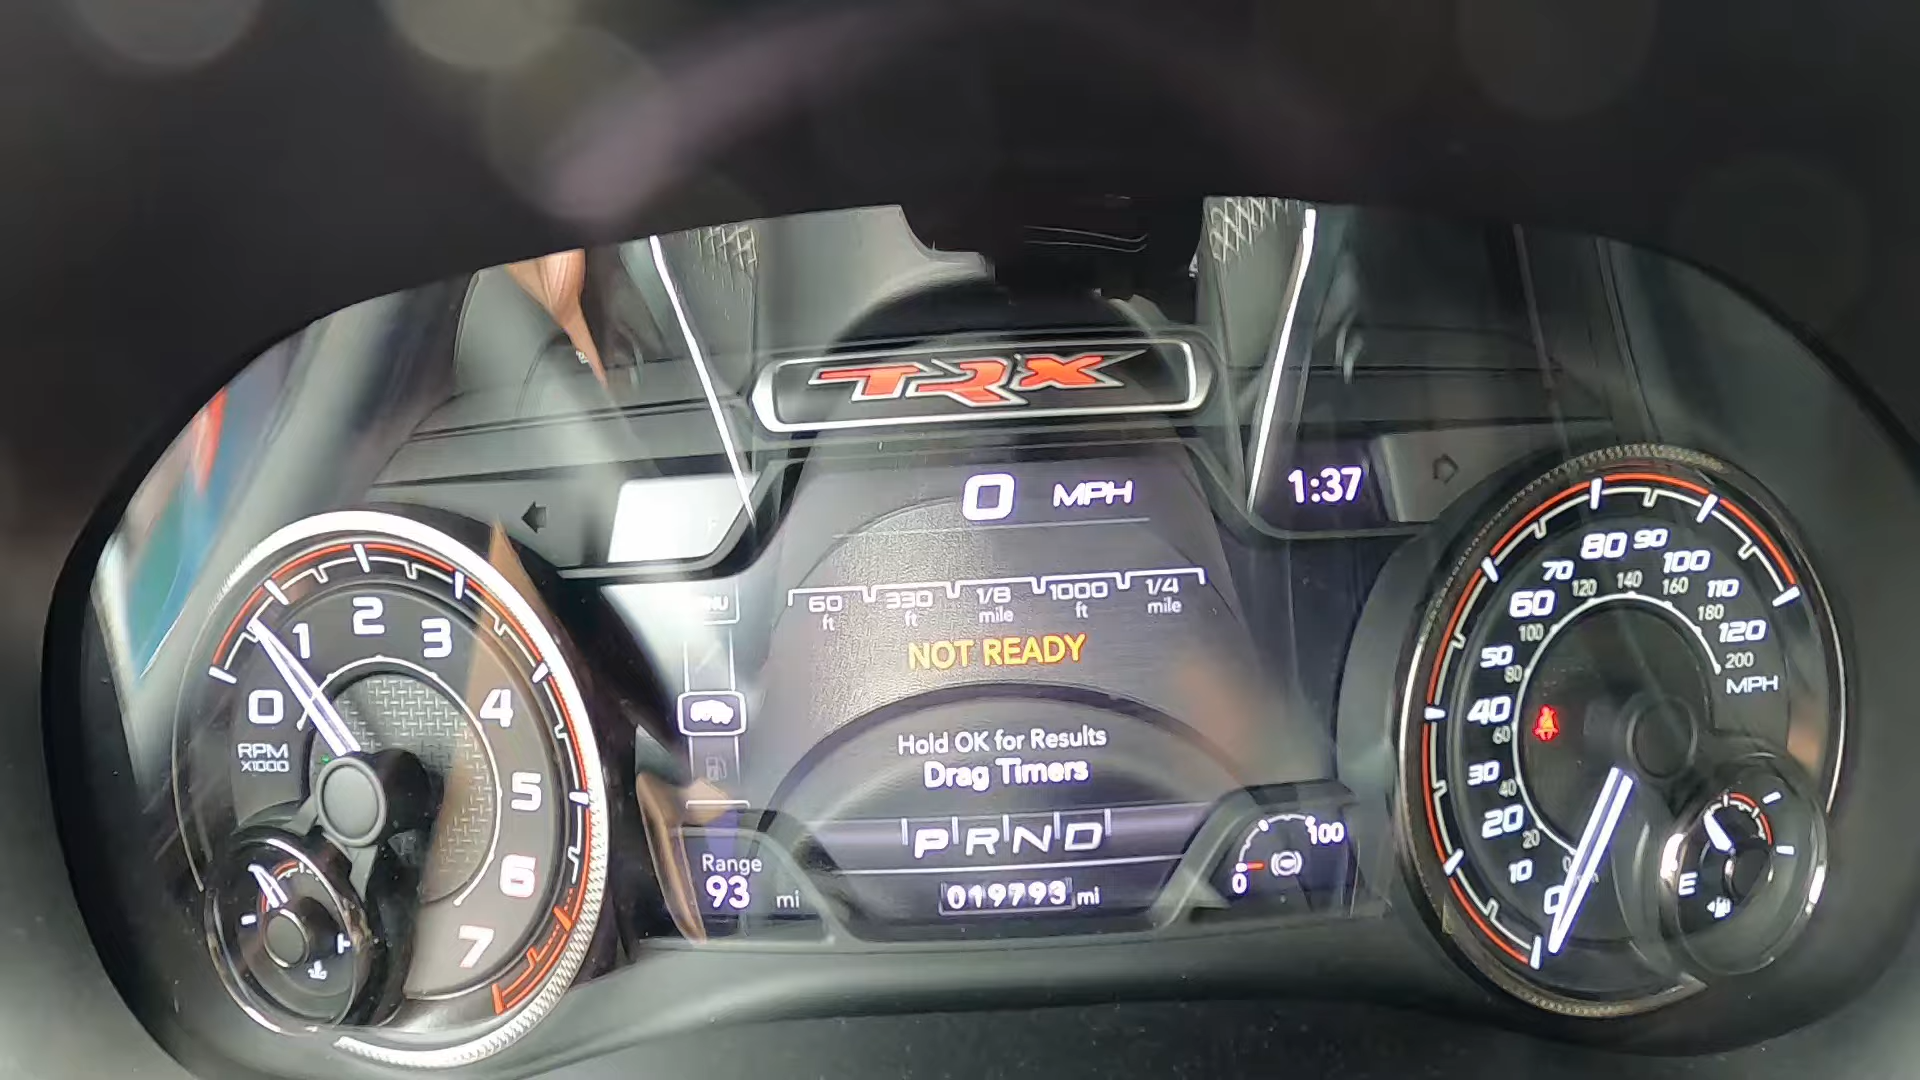 TRX
0 MPH
1:37
60 ft
330 ft
1/8 mile
1000 ft
1/4 mile
NOT READY
Hold OK for Results
Drag Timers
P R N D
Range
93 mi
019793 mi
0 100
0 1 2 3 4 5 6 7
RPM
X1000
H
0 10 20 30 40 50 60 70 80 90 100 110 120
20 40 60 80 100 120 140 160 180 200
MPH
E